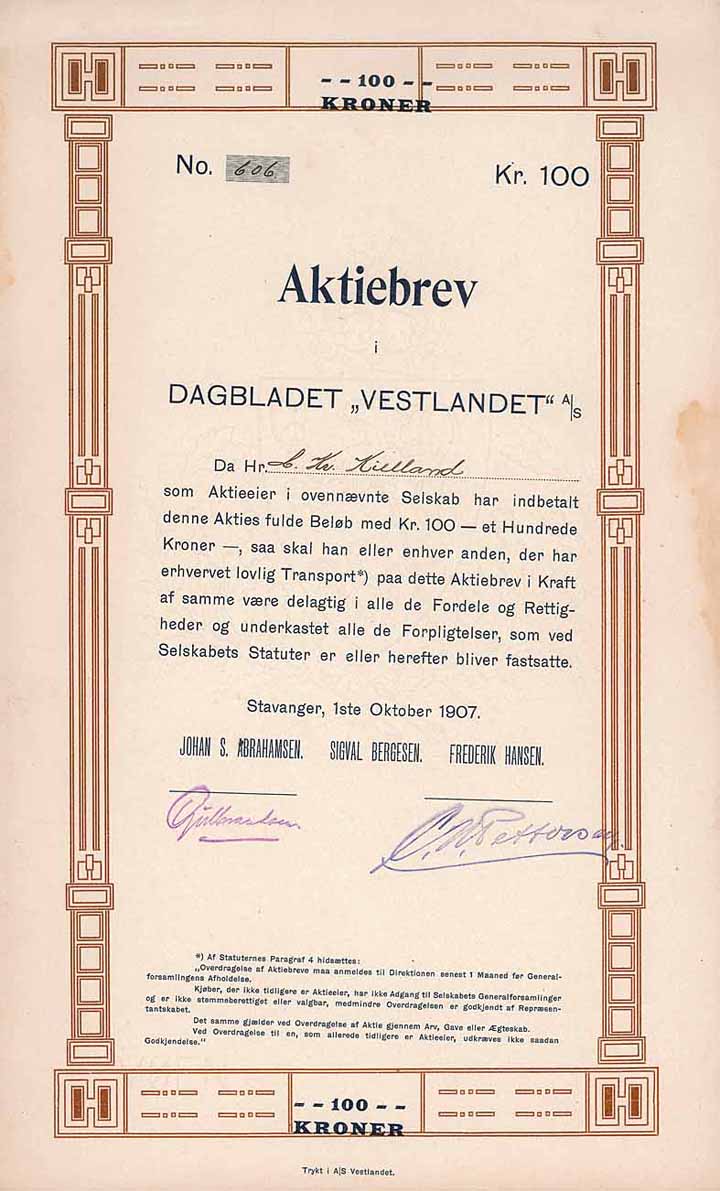 - - 100 - -
KRONER
No. 606. Kr. 100
Aktiebrev
i
DAGBLADET „VESTLANDET“ A/S
Da Hr. C. Kr. Kielland
som Aktieeier i ovennævnte Selskab har indbetalt
denne Akties fulde Beløb med Kr. 100 — et Hundrede
Kroner —, saa skal han eller enhver anden, der har
erhvervet lovlig Transport*) paa dette Aktiebrev i Kraft
af samme være delagtig i alle de Fordele og Rettig-
heder og underkastet alle de Forpligtelser, som ved
Selskabets Statuter er eller herefter bliver fastsatte.
Stavanger, 1ste Oktober 1907.
JOHAN S. ABRAHAMSEN. SIGVAL BERGESEN. FREDERIK HANSEN.
*) Af Statuternes Paragraf 4 hidsættes:
„Overdragelse af Aktiebreve maa anmeldes til Direktionen senest 1 Maaned før General-
forsamlingens Afholdelse.
Kjøber, der ikke tidligere er Aktieeier, har ikke Adgang til Selskabets Generalforsamlinger
og er ikke stemmeberettiget eller valgbar, medmindre Overdragelsen er godkjendt af Repræsen-
tantskabet.
Det samme gjælder ved Overdragelse af Aktie gjennem Arv, Gave eller Ægteskab.
Ved Overdragelse til en, som allerede tidligere er Aktieeier, udkræves ikke saadan
Godkjendelse.“
- - 100 - -
KRONER
Trykt i A/S Vestlandet.